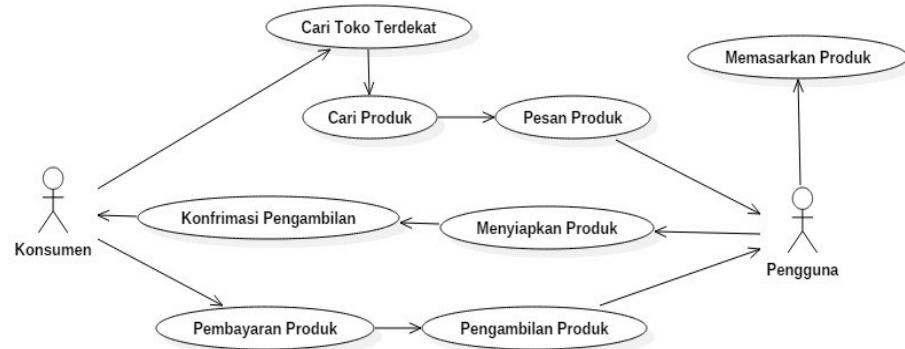 Cari Toko Terdekat
Memasarkan Produk
Cari Produk
Pesan Produk
Konfrimasi Pengambilan
Menyiapkan Produk
Konsumen
Pengguna
Pembayaran Produk
Pengambilan Produk